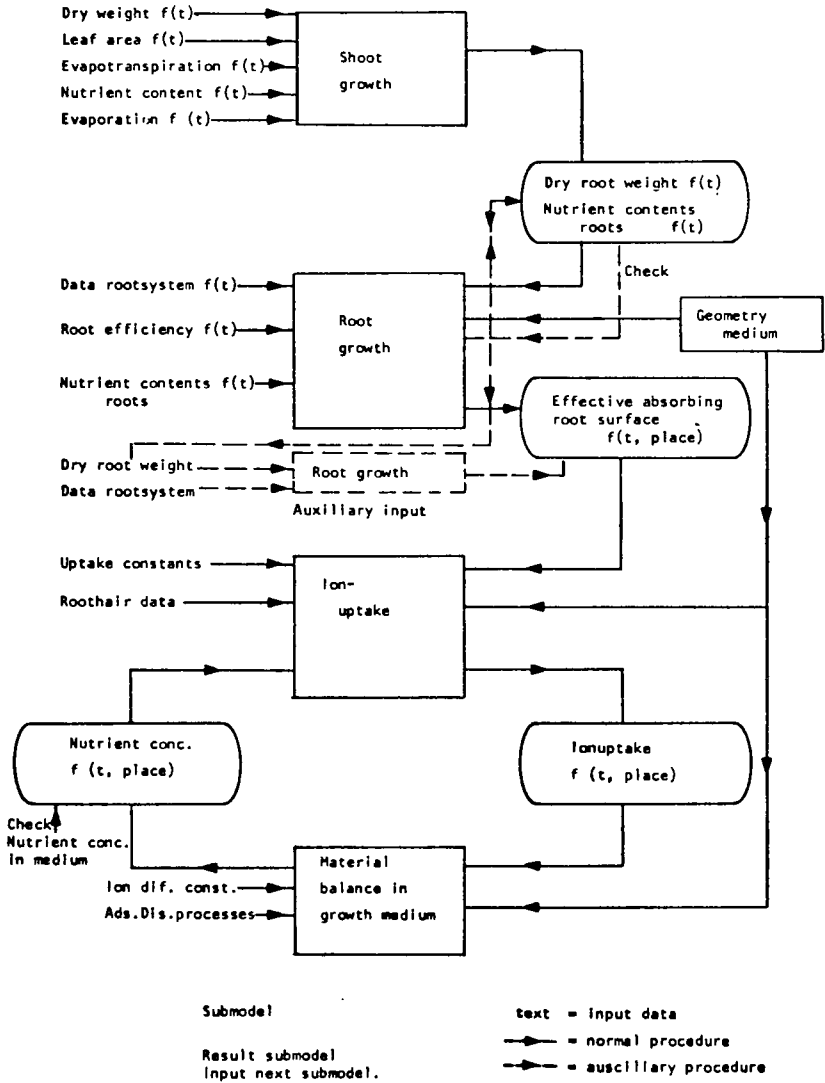 Dry weight f(t)
Leaf area f(t)
Evapotranspiration f(t)
Nutrient content f(t)
Evaporation f (t)
Shoot
growth
Dry root weight f(t)
Nutrient contents
roots f(t)
Check
Data rootsystem f(t)
Root efficiency f(t)
Nutrient contents f(t)
roots
Root
growth
Geometry
medium
Effective absorbing
root surface
f(t, place)
Dry root weight
Data rootsystem
Root growth
Auxiliary input
Uptake constants
Roothair data
Ion-
uptake
Nutrient conc.
f (t, place)
Ionuptake
f (t, place)
Check
Nutrient conc.
in medium
Ion dif. const.
Ads.Dis.processes
Material
balance in
growth medium
Submodel
Result submodel
Input next submodel.
text = input data
= normal procedure
= auscilliary procedure